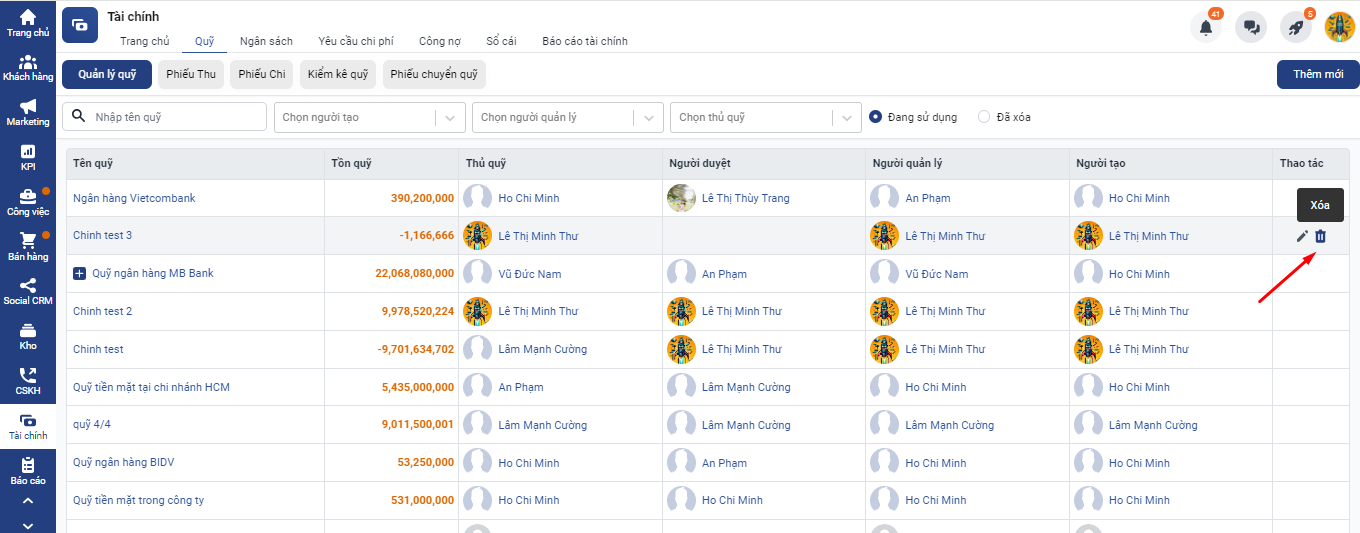 Trang chủ
Khách hàng
Marketing
KPI
Công việc
Bán hàng
Social CRM
Kho
CSKH
Tài chính
Báo cáo
Tài chính
Trang chủ Quỹ Ngân sách Yêu cầu chi phí Công nợ Sổ cái Báo cáo tài chính
41 5
Quản lý quỹ Phiếu Thu Phiếu Chi Kiểm kê quỹ Phiếu chuyển quỹ Thêm mới
Nhập tên quỹ Chọn người tạo Chọn người quản lý Chọn thủ quỹ Đang sử dụng Đã xóa
Tên quỹ Tồn quỹ Thủ quỹ Người duyệt Người quản lý Người tạo Thao tác
Ngân hàng Vietcombank 390,200,000 Ho Chi Minh Lê Thị Thùy Trang An Phạm Ho Chi Minh
Xóa
Chinh test 3 -1,166,666 Lê Thị Minh Thư Lê Thị Minh Thư Lê Thị Minh Thư
Quỹ ngân hàng MB Bank 22,068,080,000 Vũ Đức Nam An Phạm Vũ Đức Nam Ho Chi Minh
Chinh test 2 9,978,520,224 Lê Thị Minh Thư Lê Thị Minh Thư Lê Thị Minh Thư Lê Thị Minh Thư
Chinh test -9,701,634,702 Lâm Mạnh Cường Lê Thị Minh Thư Lê Thị Minh Thư Lê Thị Minh Thư
Quỹ tiền mặt tại chi nhánh HCM 5,435,000,000 An Phạm Lâm Mạnh Cường Ho Chi Minh Ho Chi Minh
quỹ 4/4 9,011,500,001 Lâm Mạnh Cường Lâm Mạnh Cường Lâm Mạnh Cường Lâm Mạnh Cường
Quỹ ngân hàng BIDV 53,250,000 Ho Chi Minh An Phạm Ho Chi Minh Ho Chi Minh
Quỹ tiền mặt trong công ty 531,000,000 Ho Chi Minh Ho Chi Minh Ho Chi Minh Ho Chi Minh